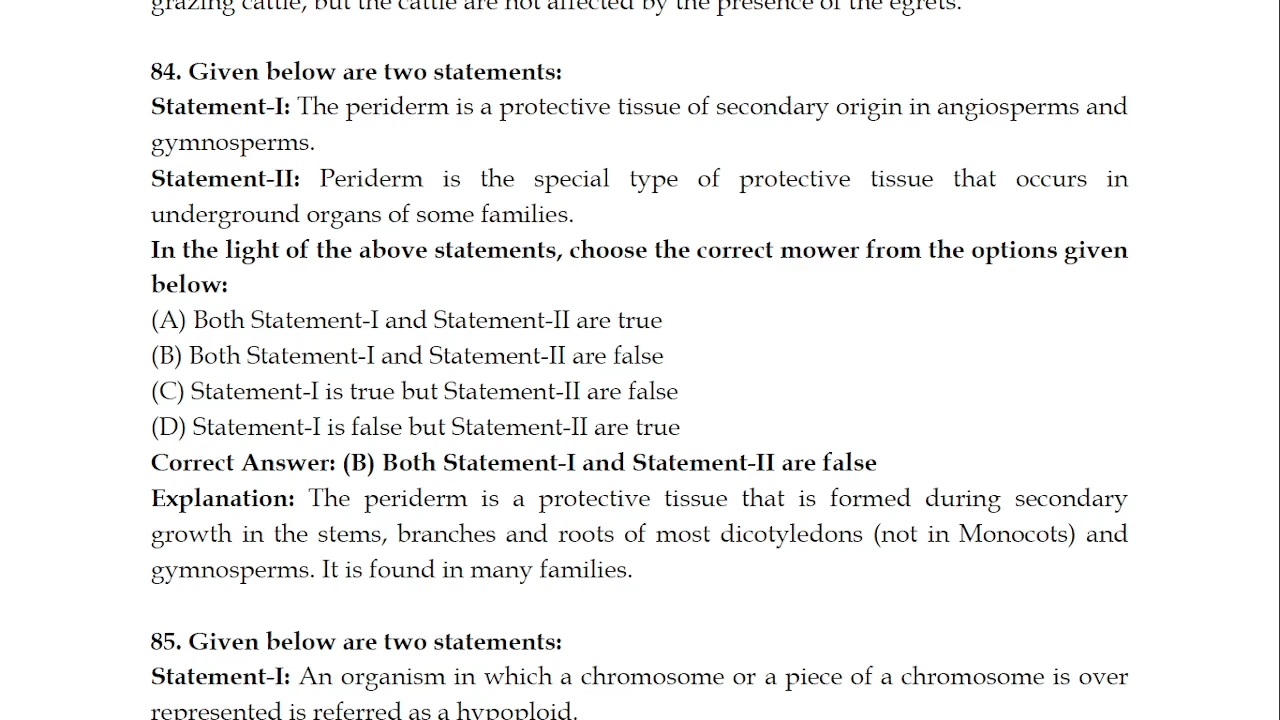 grazing cattle, but the cattle are not affected by the presence of the egrets.
84. Given below are two statements:
Statement-I: The periderm is a protective tissue of secondary origin in angiosperms and
gymnosperms.
Statement-II: Periderm is the special type of protective tissue that occurs in
underground organs of some families.
In the light of the above statements, choose the correct mower from the options given
below:
(A) Both Statement-I and Statement-II are true
(B) Both Statement-I and Statement-II are false
(C) Statement-I is true but Statement-II are false
(D) Statement-I is false but Statement-II are true
Correct Answer: (B) Both Statement-I and Statement-II are false
Explanation: The periderm is a protective tissue that is formed during secondary
growth in the stems, branches and roots of most dicotyledons (not in Monocots) and
gymnosperms. It is found in many families.
85. Given below are two statements:
Statement-I: An organism in which a chromosome or a piece of a chromosome is over
represented is referred as a hypoploid.